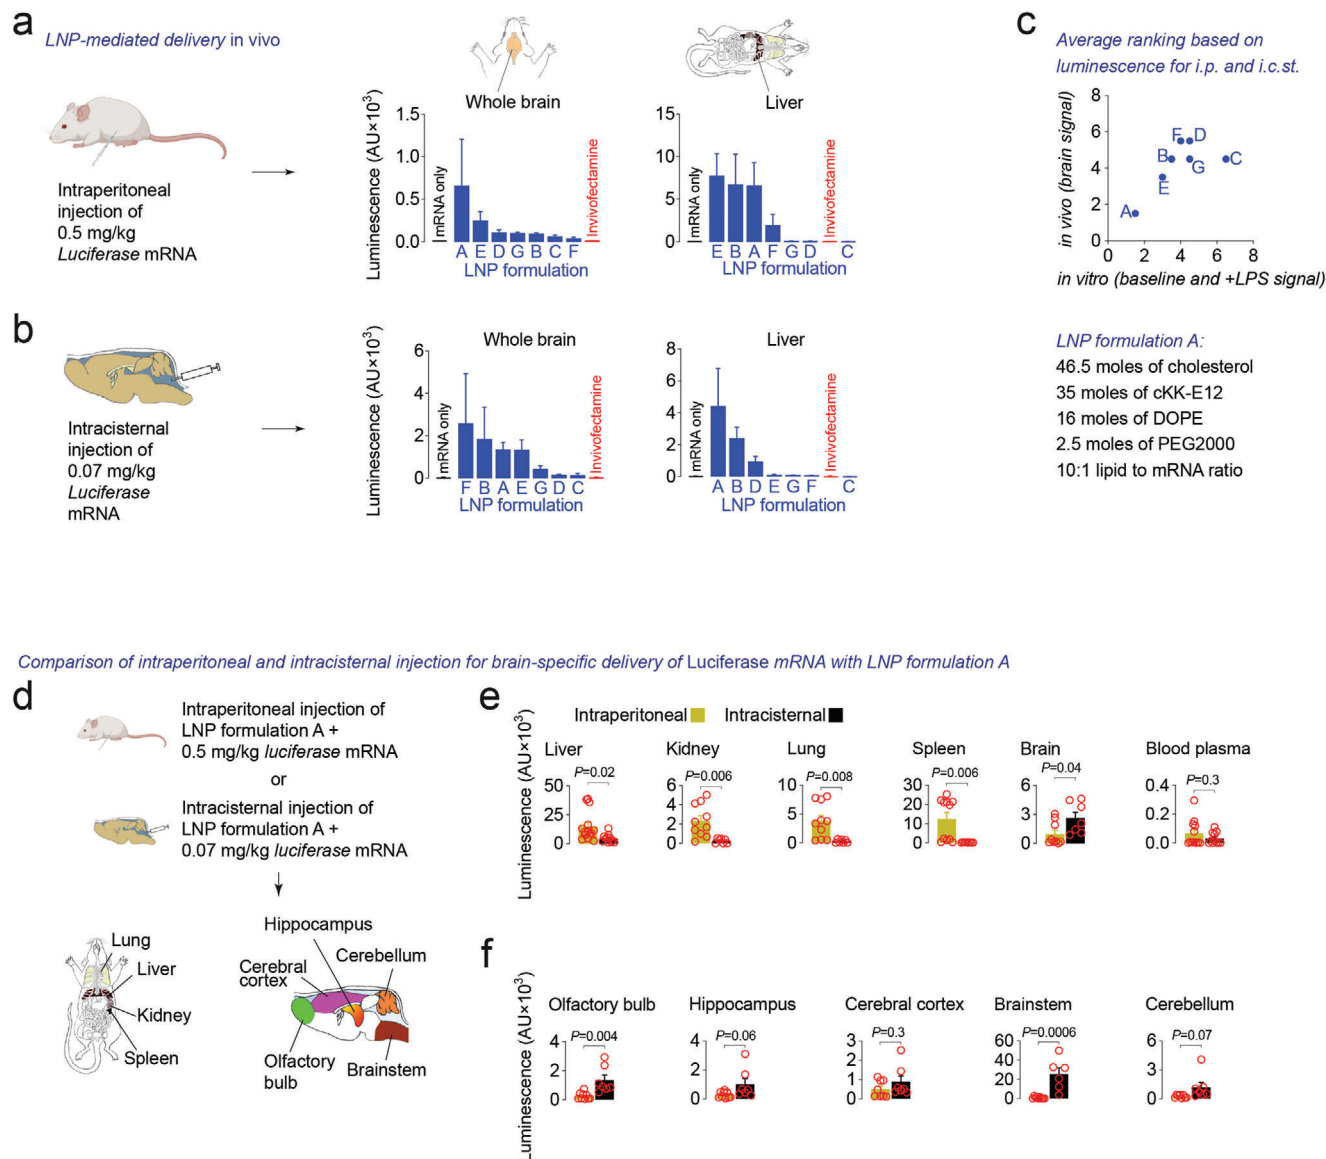 a
LNP-mediated delivery in vivo
Intraperitoneal
injection of
0.5 mg/kg
Luciferase mRNA
Luminescence (AU×10³)
Whole brain
1.5
1.0
0.5
0.0
mRNA only
Invivofectamine
A E D G B C F
LNP formulation
Liver
15
10
5
0
mRNA only
Invivofectamine
E B A F G D C
LNP formulation
b
Intracisternal
injection of
0.07 mg/kg
Luciferase
mRNA
Luminescence (AU×10³)
Whole brain
6
4
2
0
mRNA only
Invivofectamine
F B A E G D C
LNP formulation
Liver
8
6
4
2
0
mRNA only
Invivofectamine
A B D E G F C
LNP formulation
c
Average ranking based on
luminescence for i.p. and i.c.st.
in vivo (brain signal)
8
6
4
2
0
F D
B G C
E
A
0 2 4 6 8
in vitro (baseline and +LPS signal)
LNP formulation A:
46.5 moles of cholesterol
35 moles of cKK-E12
16 moles of DOPE
2.5 moles of PEG2000
10:1 lipid to mRNA ratio
Comparison of intraperitoneal and intracisternal injection for brain-specific delivery of Luciferase mRNA with LNP formulation A
d
Intraperitoneal injection of
LNP formulation A +
0.5 mg/kg luciferase mRNA
or
Intracisternal injection of
LNP formulation A +
0.07 mg/kg luciferase mRNA
Lung
Liver
Kidney
Spleen
Hippocampus
Cerebellum
Cerebral
cortex
Olfactory
bulb
Brainstem
e
Intraperitoneal
Intracisternal
Luminescence (AU×10³)
Liver
P=0.02
50
25
0
Kidney
P=0.006
6
4
2
0
Lung
P=0.008
10
5
0
Spleen
P=0.006
30
20
10
0
Brain
P=0.04
6
3
0
Blood plasma
P=0.3
0.4
0.2
0.0
f
Luminescence (AU×10³)
Olfactory bulb
P=0.004
4
2
0
Hippocampus
P=0.06
4
2
0
Cerebral cortex
P=0.3
3
2
1
0
Brainstem
P=0.0006
60
40
20
0
Cerebellum
P=0.07
6
3
0